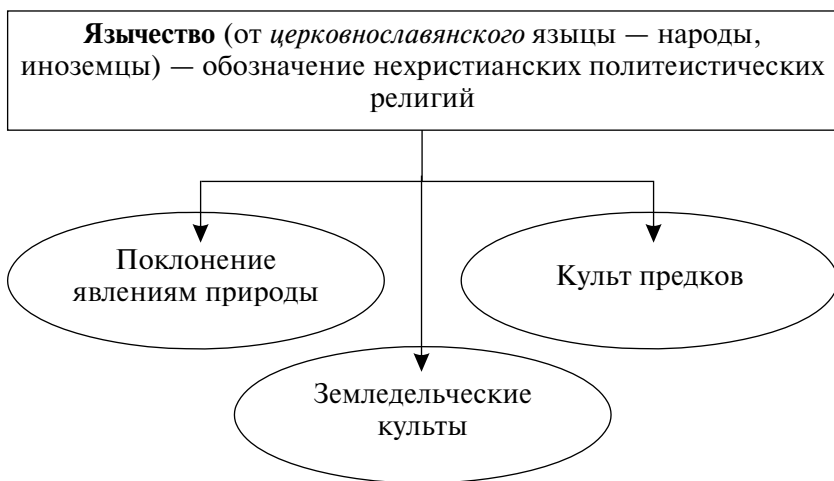 Язычество (от церковнославянского языцы — народы,
иноземцы) — обозначение нехристианских политеистических
религий
Поклонение
явлениям природы
Культ предков
Земледельческие
культы